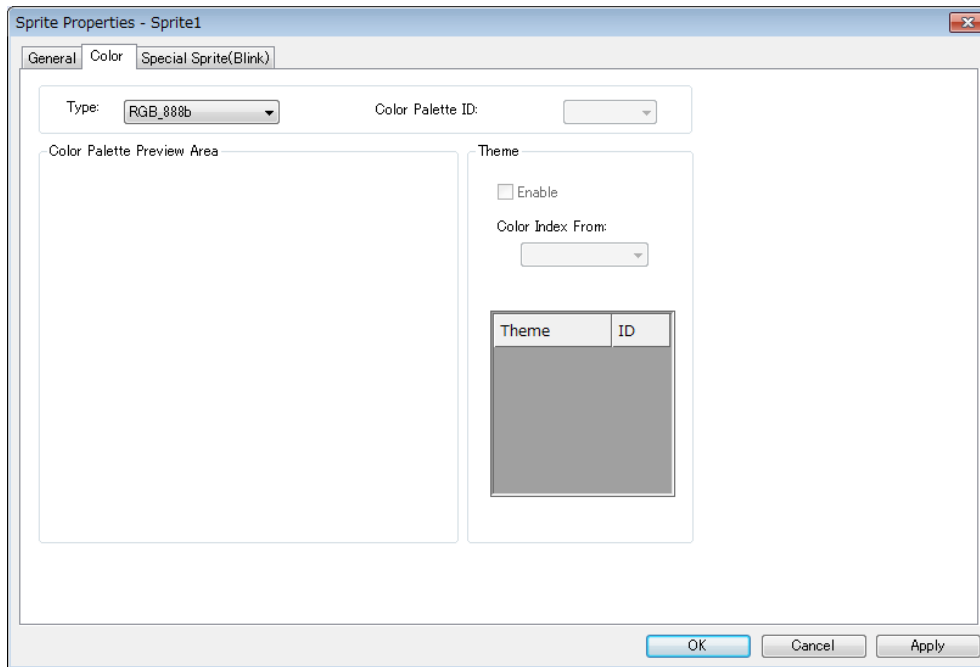 Sprite Properties - Sprite1
General Color Special Sprite(Blink)
Type: RGB_888b Color Palette ID:
Color Palette Preview Area
Theme
Enable
Color Index From:
Theme ID
OK Cancel Apply